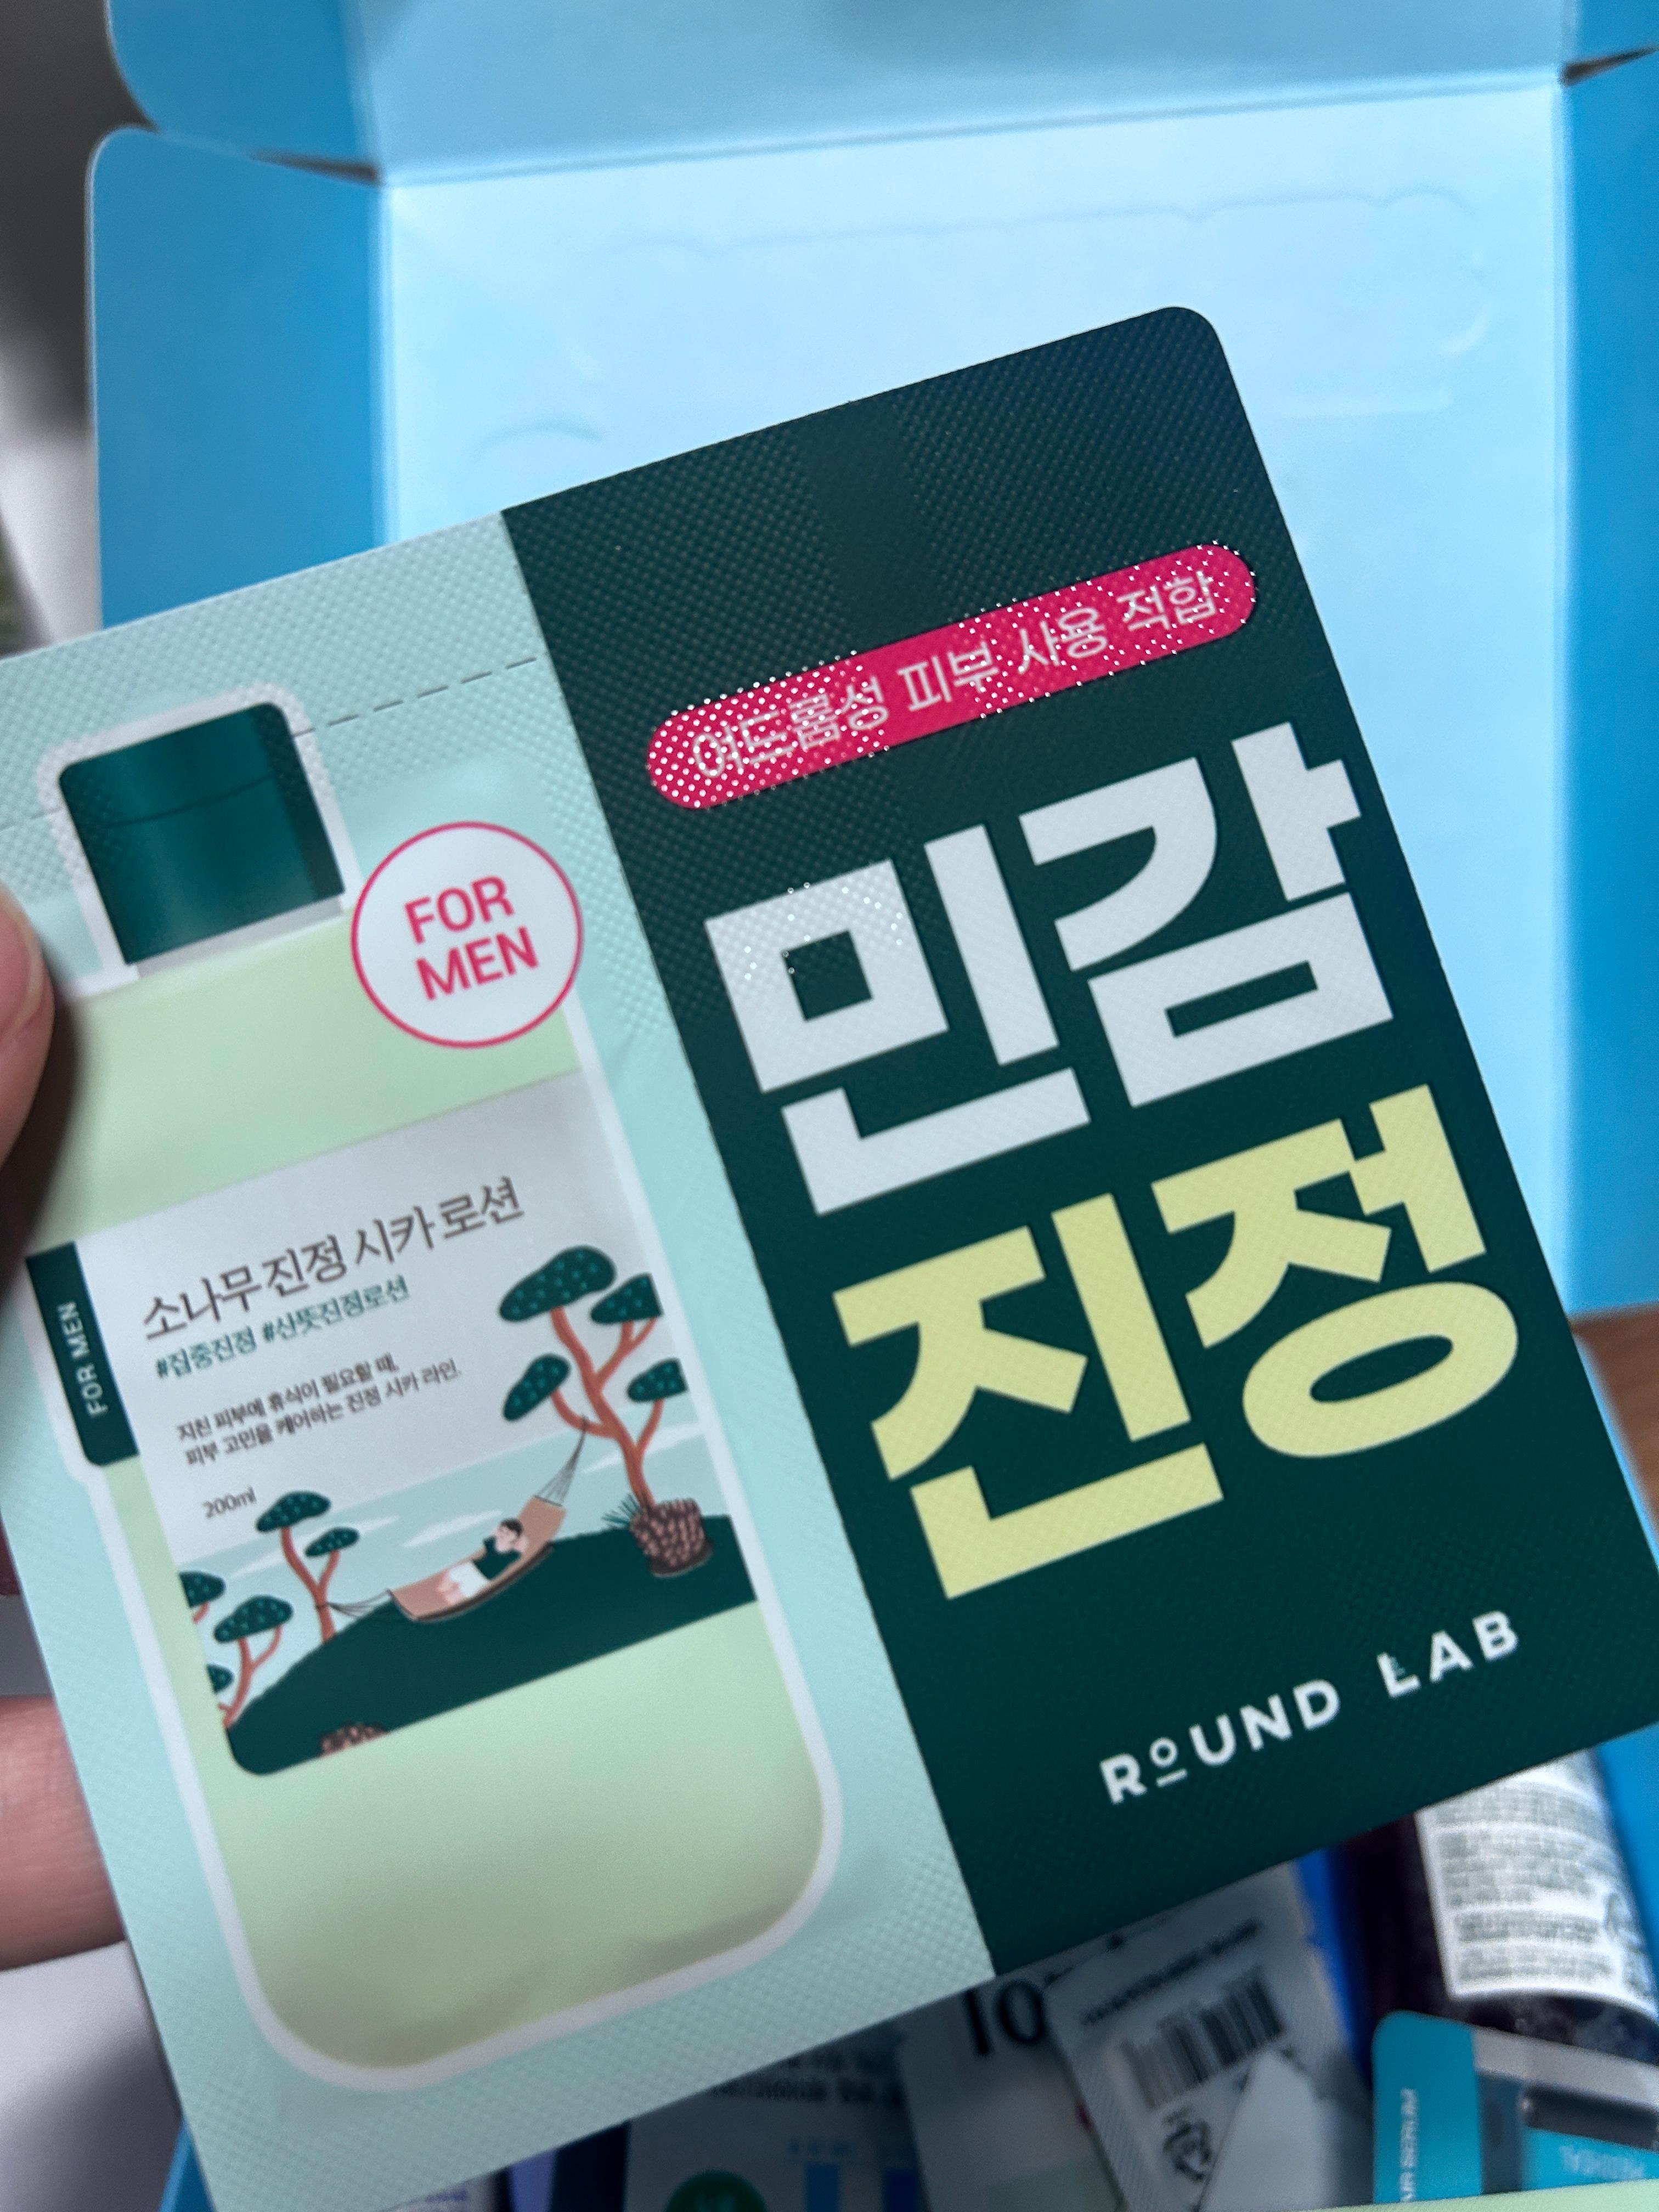 여드름성 피부 사용 적합
민감
진정
ROUND LAB
FOR
MEN
소나무 진정 시카 로션
#집중진정 #산뜻진정로션
지친 피부에 휴식이 필요할 때,
피부 고민을 케어하는 진정 시카 라인.
200ml
FOR MEN
10
SERUM